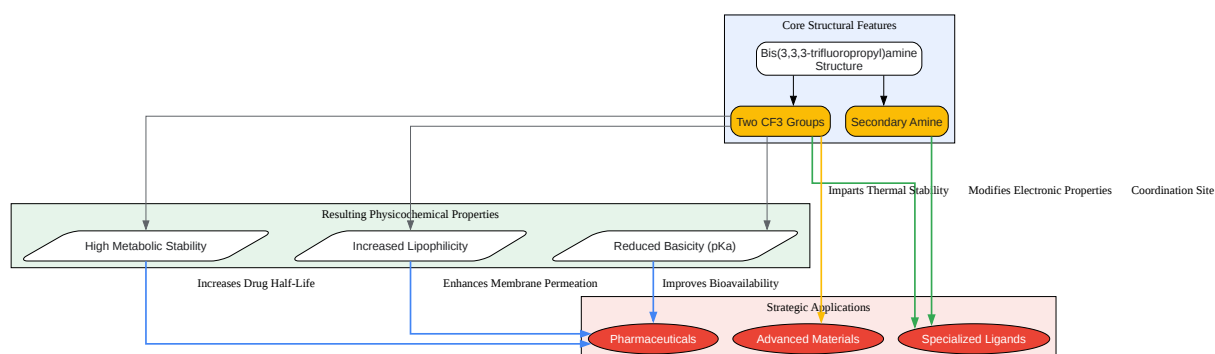 Core Structural Features
Bis(3,3,3-trifluoropropyl)amine
Structure
Two CF3 Groups
Secondary Amine
Imparts Thermal Stability
Modifies Electronic Properties
Coordination Site
Resulting Physicochemical Properties
High Metabolic Stability
Increased Lipophilicity
Reduced Basicity (pKa)
Increases Drug Half-Life
Enhances Membrane Permeation
Improves Bioavailability
Strategic Applications
Pharmaceuticals
Advanced Materials
Specialized Ligands